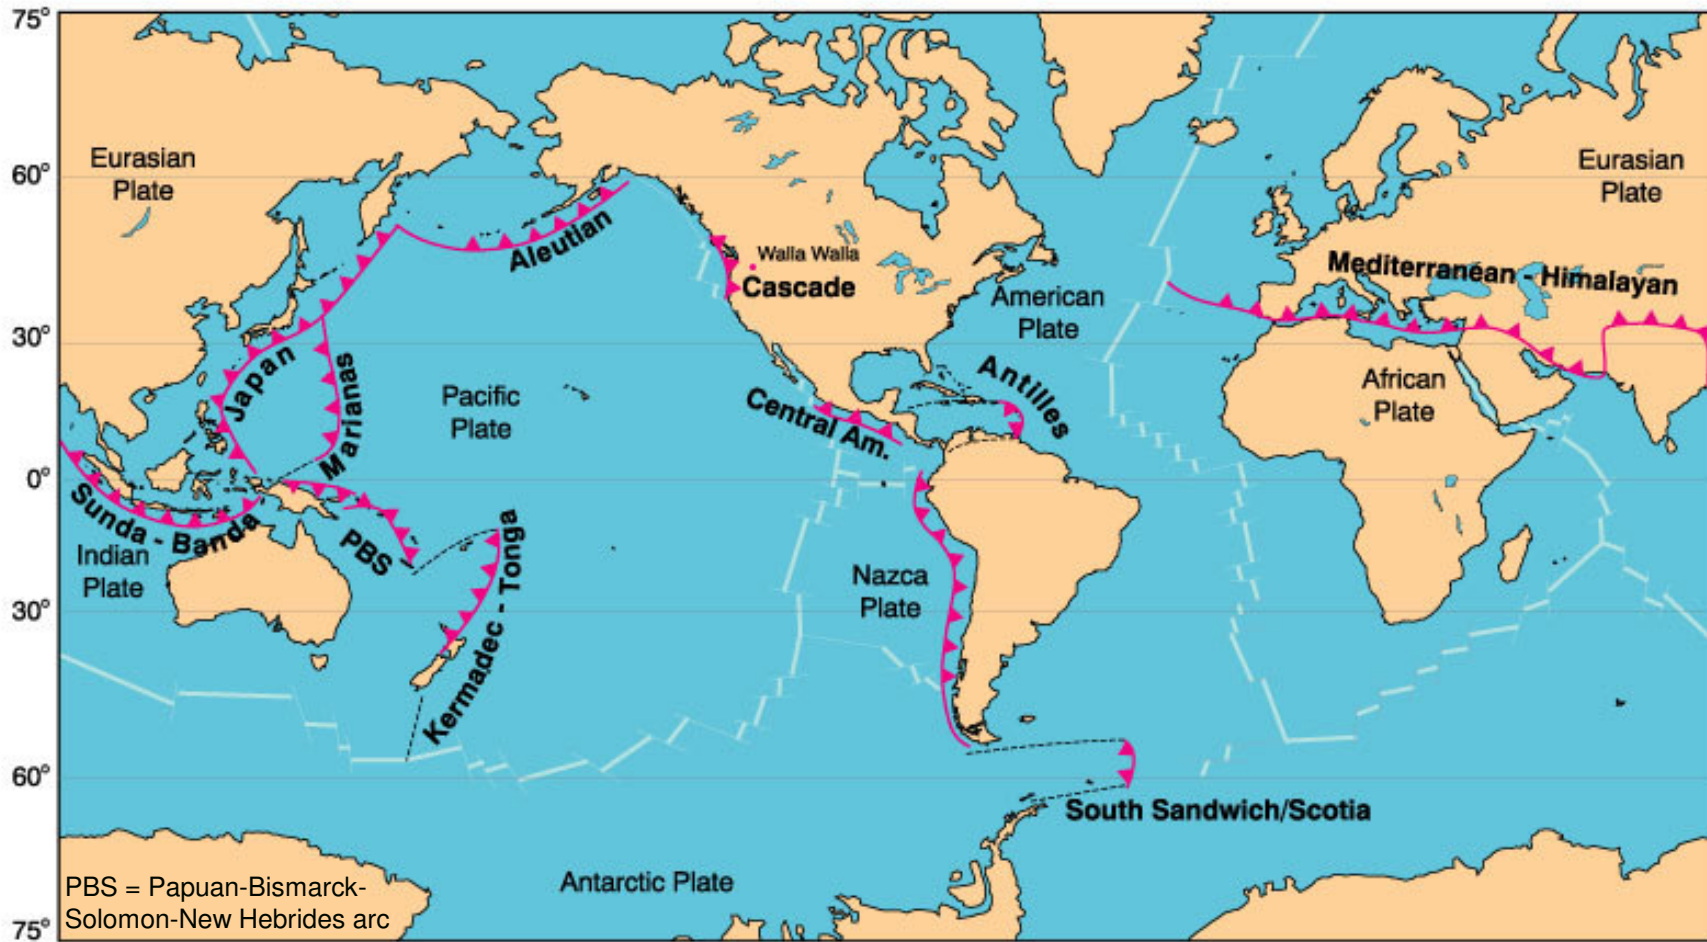 75°
60°
30°
0°
30°
60°
75°
Eurasian
Plate
Eurasian
Plate
Aleutian
Walla Walla
Cascade
American
Plate
Mediterranean - Himalayan
Japan
Marianas
Pacific
Plate
Central Am.
Antilles
African
Plate
Sunda - Banda
Indian
Plate
PBS
Kermadec - Tonga
Nazca
Plate
South Sandwich/Scotia
Antarctic Plate
PBS = Papuan-Bismarck-
Solomon-New Hebrides arc